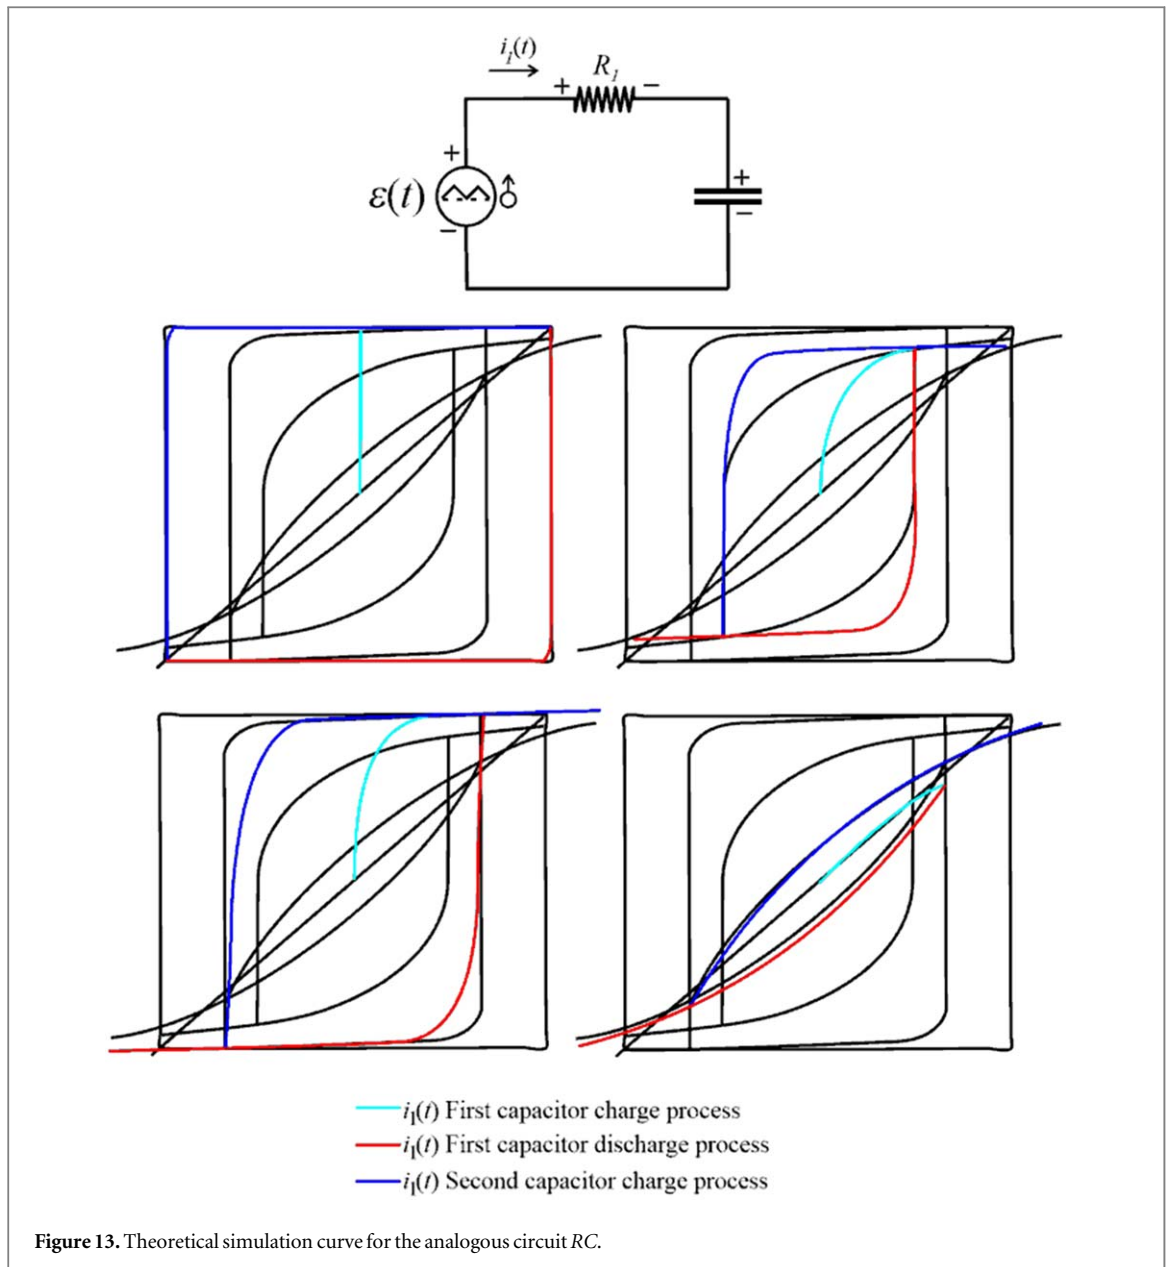 i₁(t)
+ R₁ −
+
ε(t)
−
+
−
i₁(t) First capacitor charge process
i₁(t) First capacitor discharge process
i₁(t) Second capacitor charge process
Figure 13. Theoretical simulation curve for the analogous circuit RC.